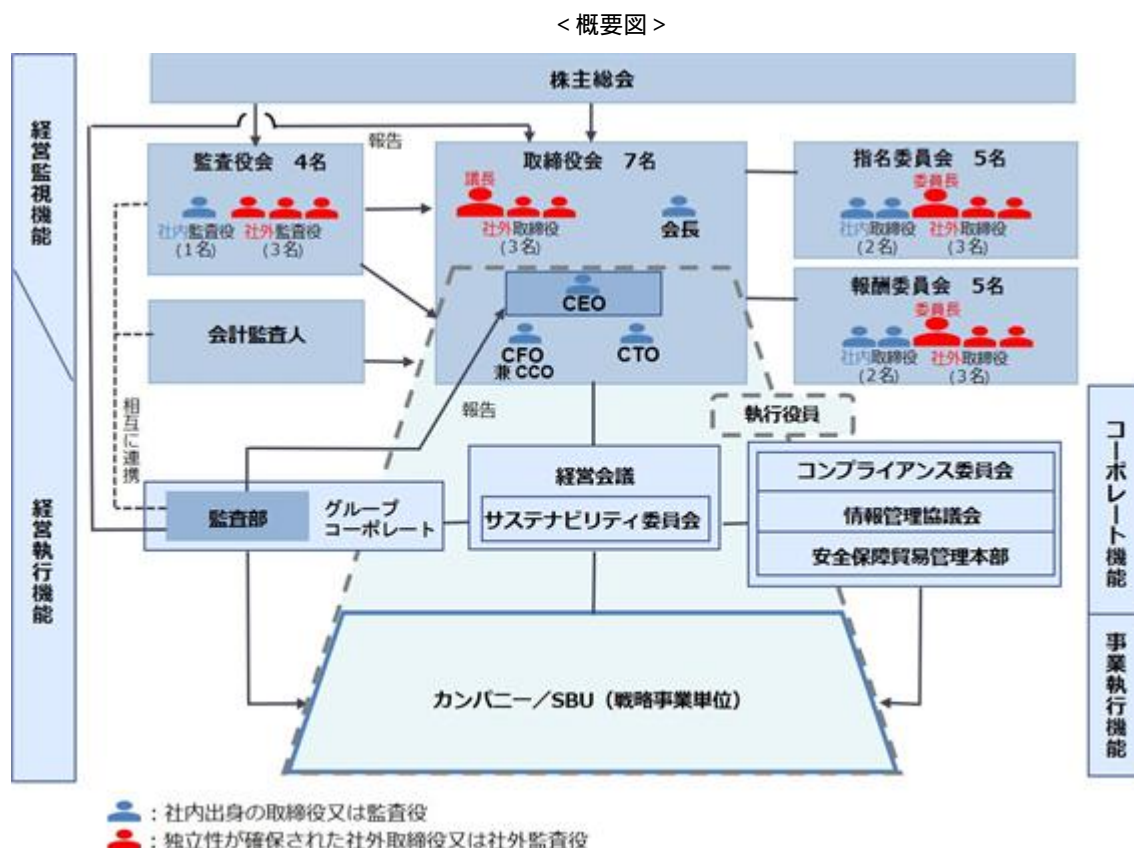 <概要図>
経営監視機能
経営執行機能
株主総会
報告
監査役会 4名
社内監査役
(1名)
社外監査役
(3名)
取締役会 7名
議長
社外取締役
(3名)
会長
CEO
CFO
兼 CCO
CTO
指名委員会 5名
委員長
社内取締役
(2名)
社外取締役
(3名)
報酬委員会 5名
委員長
社内取締役
(2名)
社外取締役
(3名)
会計監査人
相互に連携
報告
執行役員
監査部
グループ
コーポレート
経営会議
サステナビリティ委員会
コンプライアンス委員会
情報管理協議会
安全保障貿易管理本部
カンパニー/SBU(戦略事業単位)
コーポレート機能
事業執行機能
:社内出身の取締役又は監査役
:独立性が確保された社外取締役又は社外監査役